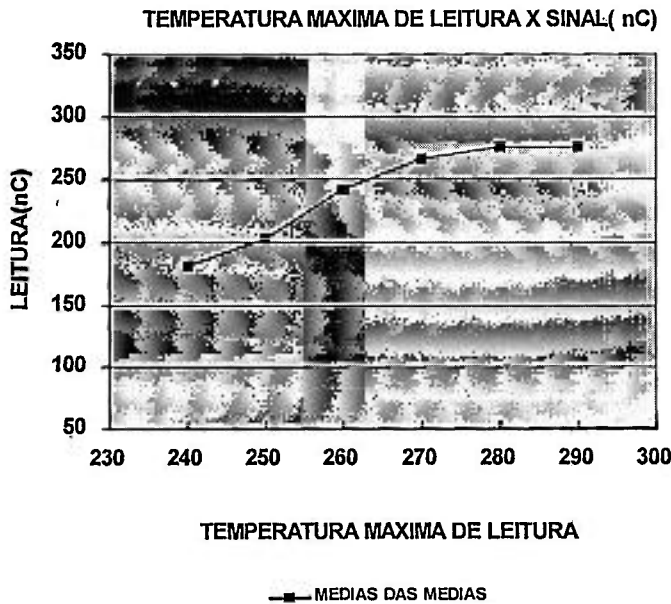 TEMPERATURA MAXIMA DE LEITURA X SINAL( nC)
350
300
250
200
150
100
50
LEITURA(nC)
230 240 250 260 270 280 290 300
TEMPERATURA MAXIMA DE LEITURA
MEDIAS DAS MEDIAS